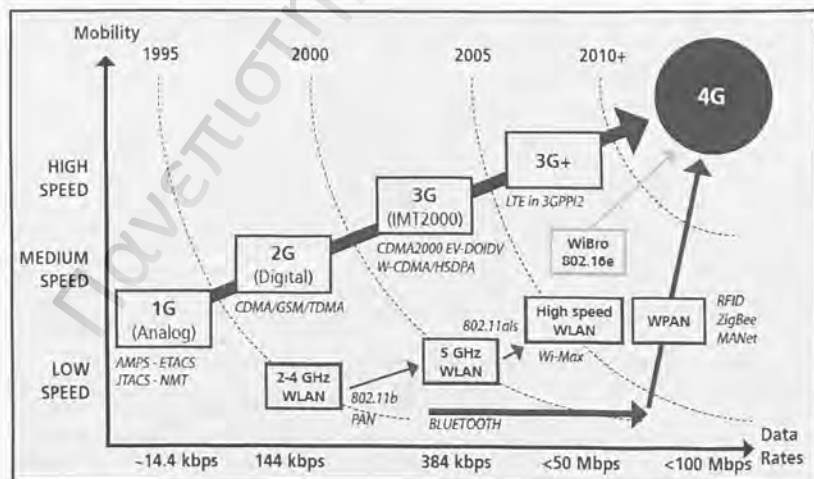 Πανεπιστη
Mobility
1995
2000
2005
2010+
4G
HIGH
SPEED
3G+
LTE in 3GPPI2
3G
(IMT2000)
CDMA2000 EV-DOIDV
W-CDMA/HSDPA
WiBro
802.16e
MEDIUM
SPEED
2G
(Digital)
CDMA/GSM/TDMA
1G
(Analog)
AMPS - ETACS
JTACS - NMT
802.11als
High speed
WLAN
Wi-Max
WPAN
RFID
ZigBee
MANet
LOW
SPEED
2-4 GHz
WLAN
802.11b
PAN
5 GHz
WLAN
BLUETOOTH
Data
Rates
~14.4 kbps
144 kbps
384 kbps
<50 Mbps
<100 Mbps